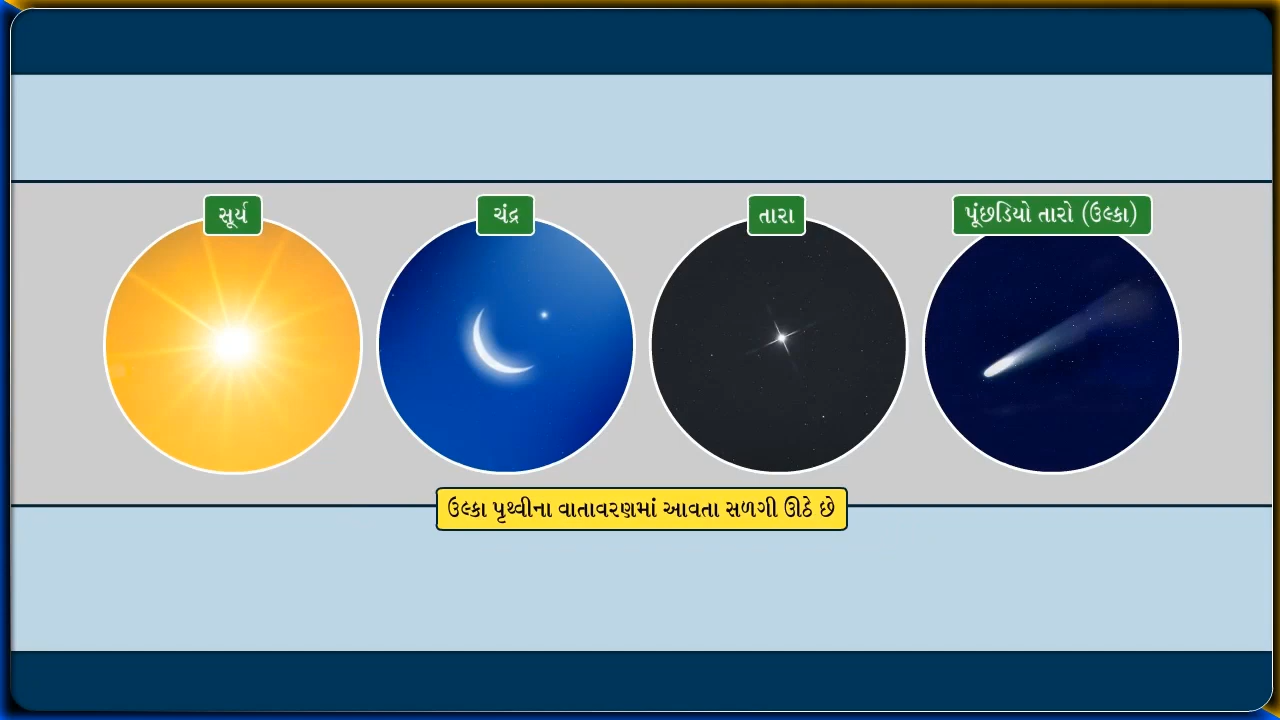 સૂર્ય
ચંદ્ર
તારા
પૂંછડિયો તારો (ઉલ્કા)
ઉલ્કા પૃથ્વીના વાતાવરણમાં આવતા સળગી ઊઠે છે